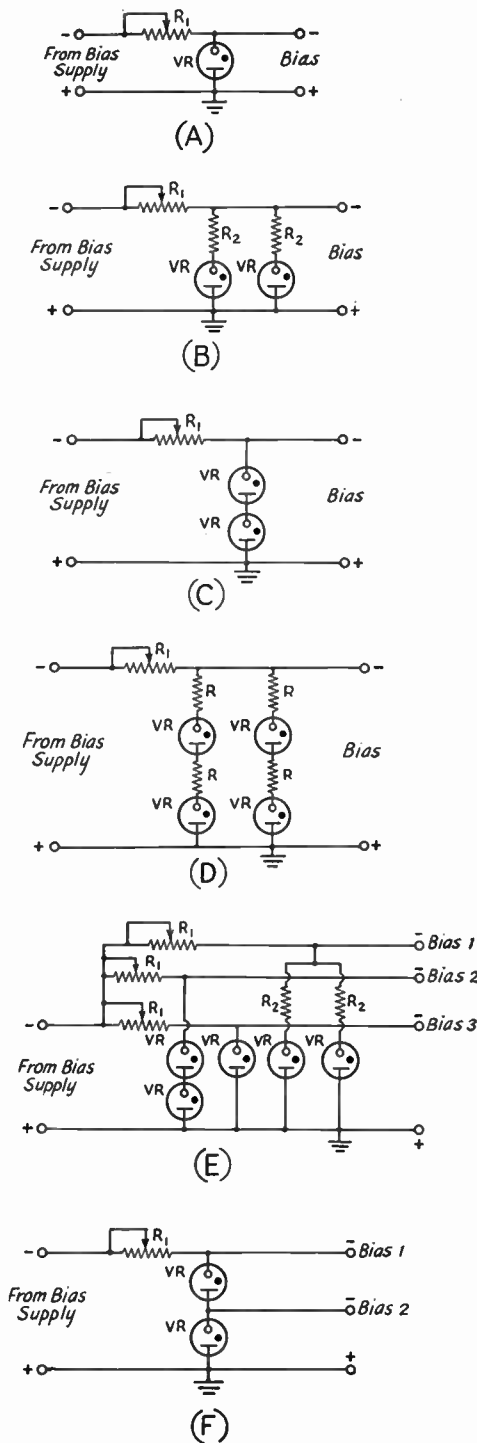 - R1 -
From Bias Supply VR Bias
+ +
(A)
- R1 -
R2 R2
From Bias Supply VR VR Bias
+ +
(B)
- R1 -
VR
From Bias Supply VR Bias
+ +
(C)
- R1 -
R R
VR VR
From Bias Supply R R Bias
VR VR
+ +
(D)
R1 - Bias 1
R1 - Bias 2
R2 R2
- R1 - Bias 3
VR VR VR VR
From Bias Supply VR
+ +
(E)
- R1 - Bias 1
VR
From Bias Supply - Bias 2
VR
+ +
(F)